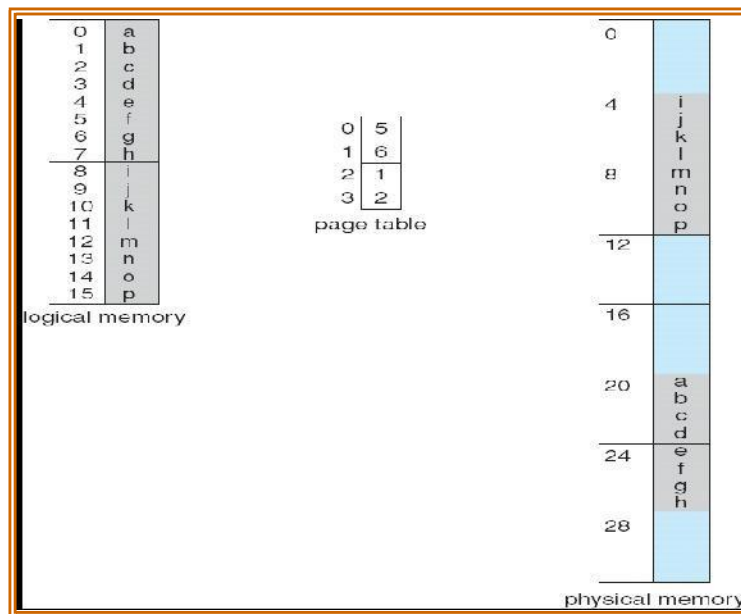 0 a
1 b
2 c
3 d
4 e
5 f
6 g
7 h
8 i
9 j
10 k
11 l
12 m
13 n
14 o
15 p
logical memory
0 5
1 6
2 1
3 2
page table
0
4 i
j
k
l
8 m
n
o
p
12
16
20 a
b
c
d
24 e
f
g
h
28
physical memory